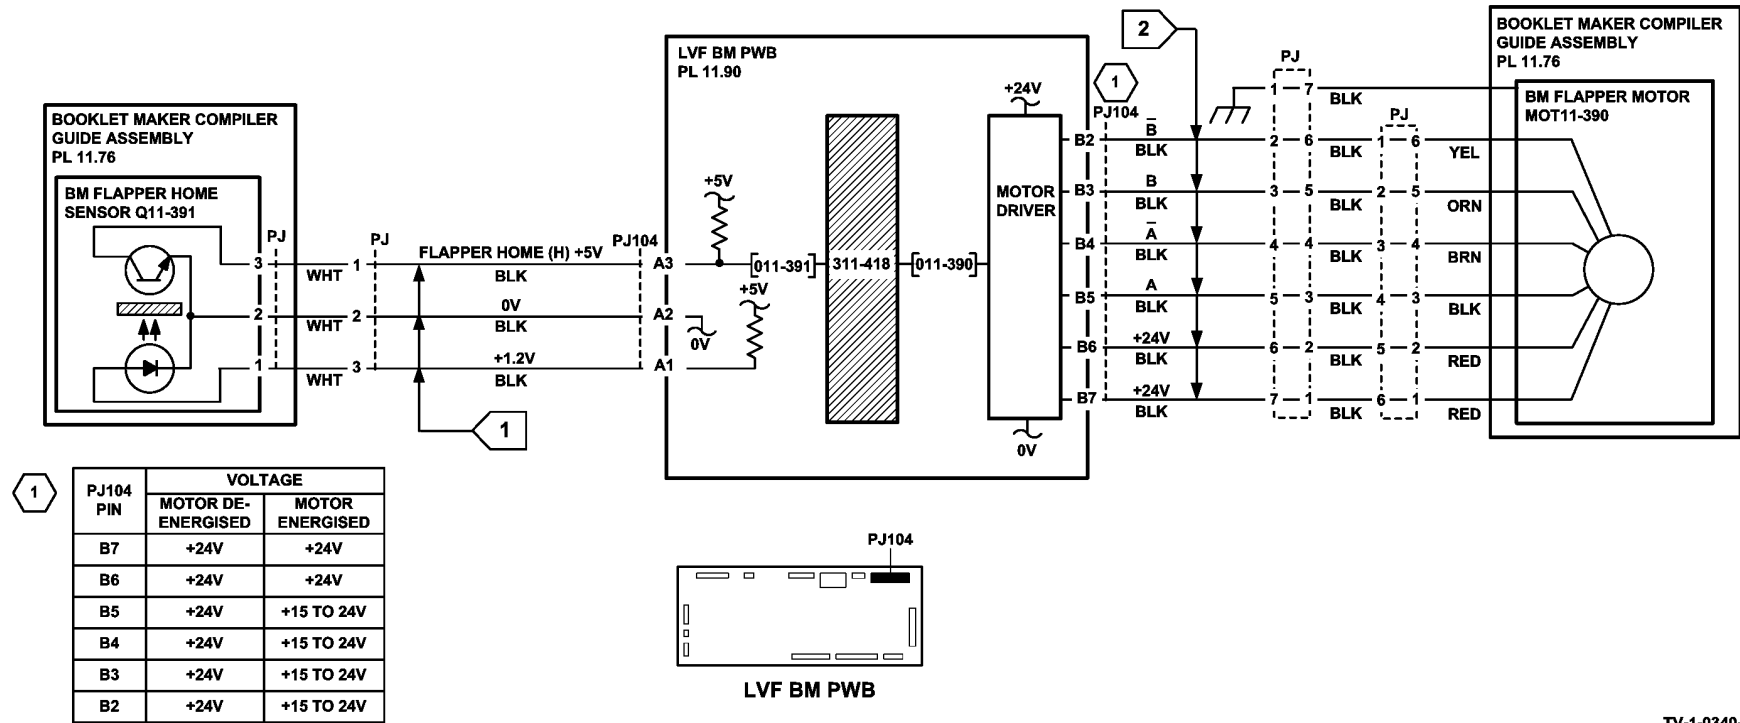 BOOKLET MAKER COMPILER
GUIDE ASSEMBLY
PL 11.76
BM FLAPPER HOME
SENSOR Q11-391
3
2
1
PJ
WHT
WHT
WHT
PJ
1
2
3
FLAPPER HOME (H) +5V
BLK
0V
BLK
+1.2V
BLK
1
PJ104
LVF BM PWB
PL 11.90
A3
A2
A1
+5V
0V
+5V
011-391
311-418
011-390
+24V
MOTOR
DRIVER
0V
B2
B3
B4
B5
B6
B7
1
PJ104
2
B
BLK
B
BLK
A
BLK
A
BLK
+24V
BLK
+24V
BLK
PJ
1 7
2 6
3 5
4 4
5 3
6 2
7 1
BLK
BLK
BLK
BLK
BLK
BLK
BLK
PJ
1 6
2 5
3 4
4 3
5 2
6 1
YEL
ORN
BRN
BLK
RED
RED
BOOKLET MAKER COMPILER
GUIDE ASSEMBLY
PL 11.76
BM FLAPPER MOTOR
MOT11-390
1
PJ104
PIN
VOLTAGE
MOTOR DE-
ENERGISED
MOTOR
ENERGISED
B7 +24V +24V
B6 +24V +24V
B5 +24V +15 TO 24V
B4 +24V +15 TO 24V
B3 +24V +15 TO 24V
B2 +24V +15 TO 24V
PJ104
LVF BM PWB